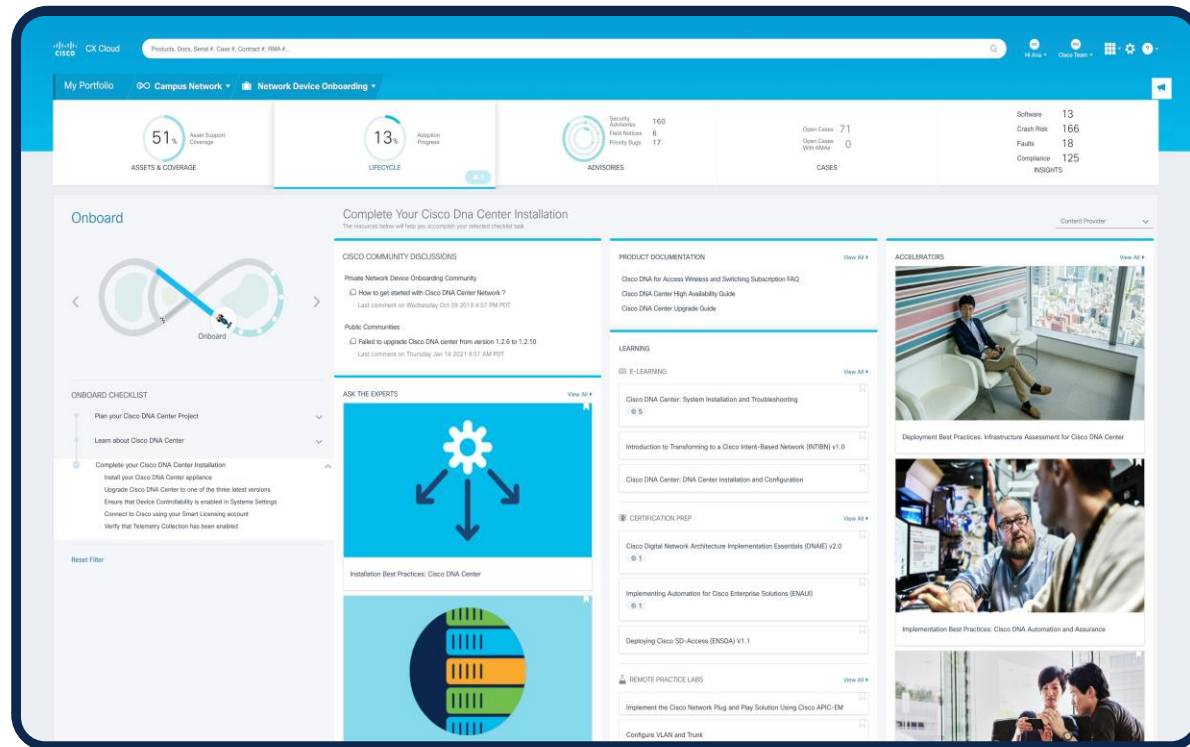 CISCO
CX Cloud
Products, Docs, Serial #, Case #, Contract #, RMA #..
Hi Ana
Cisco Team
?
My Portfolio
Campus Network
Network Device Onboarding
51%
Asset Support
Coverage
ASSETS & COVERAGE
13%
Adoption
Progress
LIFECYCLE
Security
Advisories 160
Field Notices 6
Priority Bugs 17
ADVISORIES
Open Cases 71
Open Cases
With RMAs 0
CASES
Software 13
Crash Risk 166
Faults 18
Compliance 125
INSIGHTS
Onboard
Complete Your Cisco Dna Center Installation
The resources below will help you accomplish your selected checklist task
Content Provider
Onboard
ONBOARD CHECKLIST
Plan your Cisco DNA Center Project
Learn about Cisco DNA Center
Complete your Cisco DNA Center Installation
Install your Cisco DNA Center appliance
Upgrade Cisco DNA Center to one of the three latest versions
Ensure that Device Controllability is enabled in Systems Settings
Connect to Cisco using your Smart Licensing account
Verify that Telemetry Collection has been enabled
Reset Filter
CISCO COMMUNITY DISCUSSIONS
Private Network Device Onboarding Community
How to get started with Cisco DNA Center Network ?
Last comment on Wednesday Oct 09 2019 4:57 PM PDT
Public Communities
Failed to upgrade Cisco DNA center from version 1.2.6 to 1.2.10
Last comment on Thursday Jan 14 2021 9:51 AM PDT
ASK THE EXPERTS
View All
Installation Best Practices: Cisco DNA Center
PRODUCT DOCUMENTATION
View All
Cisco DNA for Access Wireless and Switching Subscription FAQ
Cisco DNA Center High Availability Guide
Cisco DNA Center Upgrade Guide
LEARNING
E-LEARNING
View All
Cisco DNA Center: System Installation and Troubleshooting
5
Introduction to Transforming to a Cisco Intent-Based Network (INTIBN) v1.0
Cisco DNA Center: DNA Center Installation and Configuration
CERTIFICATION PREP
View All
Cisco Digital Network Architecture Implementation Essentials (DNAIE) v2.0
1
Implementing Automation for Cisco Enterprise Solutions (ENAUI)
1
Deploying Cisco SD-Access (ENSDA) V1.1
REMOTE PRACTICE LABS
View All
Implement the Cisco Network Plug and Play Solution Using Cisco APIC-EM
Configure VLAN and Trunk
ACCELERATORS
View All
Deployment Best Practices: Infrastructure Assessment for Cisco DNA Center
Implementation Best Practices: Cisco DNA Automation and Assurance